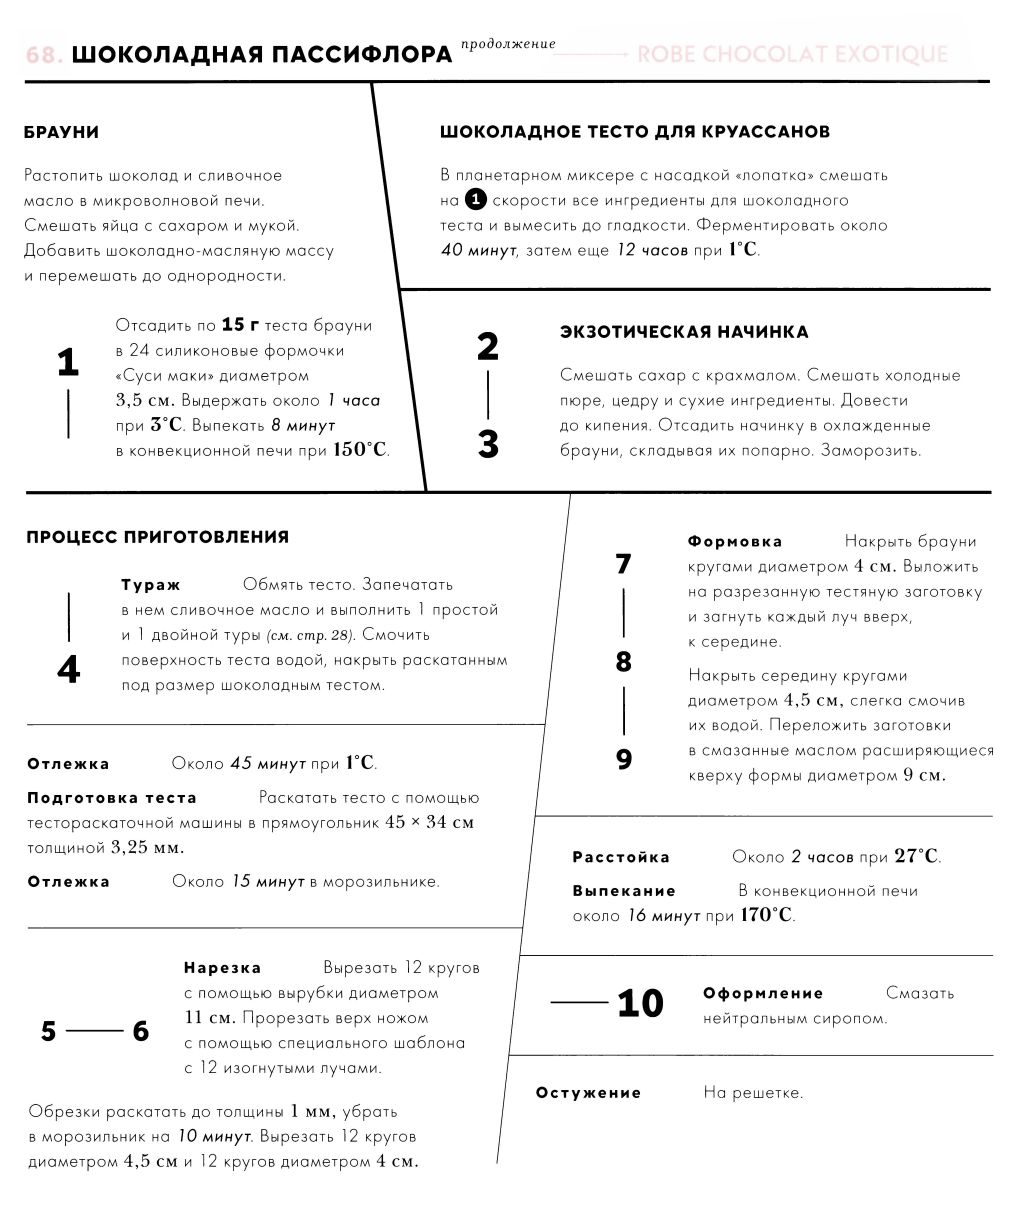 68. ШОКОЛАДНАЯ ПАССИФЛОРА продолжение ROBE CHOCOLAT EXOTIQUE
БРАУНИ
Растопить шоколад и сливочное
масло в микроволновой печи.
Смешать яйца с сахаром и мукой.
Добавить шоколадно-масляную массу
и перемешать до однородности.
1
Отсадить по 15 г теста брауни
в 24 силиконовые формочки
«Суси маки» диаметром
3,5 см. Выдержать около 1 часа
при 3°C. Выпекать 8 минут
в конвекционной печи при 150°C.
ШОКОЛАДНОЕ ТЕСТО ДЛЯ КРУАССАНОВ
В планетарном миксере с насадкой «лопатка» смешать
на 1 скорости все ингредиенты для шоколадного
теста и вымесить до гладкости. Ферментировать около
40 минут, затем еще 12 часов при 1°C.
2
3
ЭКЗОТИЧЕСКАЯ НАЧИНКА
Смешать сахар с крахмалом. Смешать холодные
пюре, цедру и сухие ингредиенты. Довести
до кипения. Отсадить начинку в охлажденные
брауни, складывая их попарно. Заморозить.
ПРОЦЕСС ПРИГОТОВЛЕНИЯ
4
Тураж Обмять тесто. Запечатать
в нем сливочное масло и выполнить 1 простой
и 1 двойной туры (см. стр. 28). Смочить
поверхность теста водой, накрыть раскатанным
под размер шоколадным тестом.
Отлежка Около 45 минут при 1°C.
Подготовка теста Раскатать тесто с помощью
тестораскаточной машины в прямоугольник 45 × 34 см
толщиной 3,25 мм.
Отлежка Около 15 минут в морозильнике.
5 6
Нарезка Вырезать 12 кругов
с помощью вырубки диаметром
11 см. Прорезать верх ножом
с помощью специального шаблона
с 12 изогнутыми лучами.
Обрезки раскатать до толщины 1 мм, убрать
в морозильник на 10 минут. Вырезать 12 кругов
диаметром 4,5 см и 12 кругов диаметром 4 см.
7
8
9
Формовка Накрыть брауни
кругами диаметром 4 см. Выложить
на разрезанную тестяную заготовку
и загнуть каждый луч вверх,
к середине.
Накрыть середину кругами
диаметром 4,5 см, слегка смочив
их водой. Переложить заготовки
в смазанные маслом расширяющиеся
кверху формы диаметром 9 см.
Расстойка Около 2 часов при 27°C.
Выпекание В конвекционной печи
около 16 минут при 170°C.
10
Оформление Смазать
нейтральным сиропом.
Остужение На решетке.